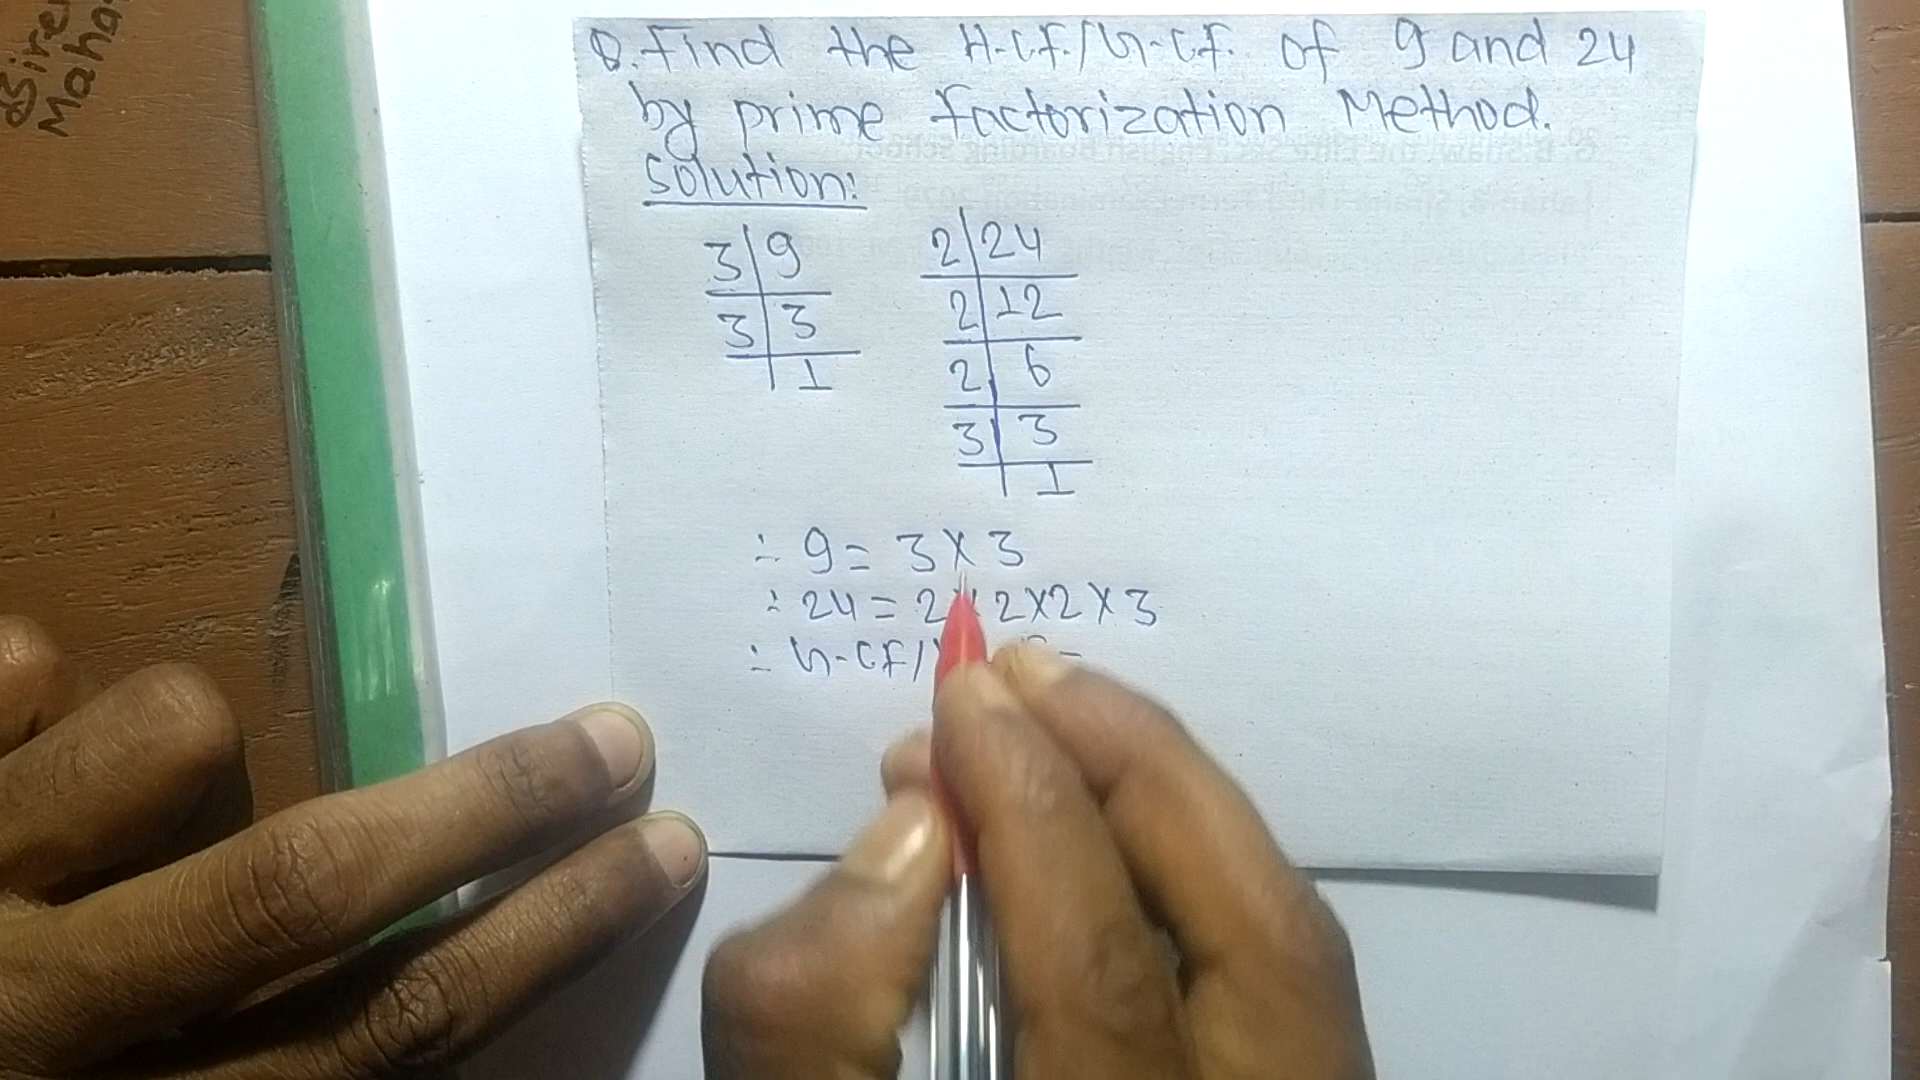 Q. Find the H.C.F./G.C.F. of 9 and 24
by prime factorization Method.
Solution:
3 | 9
3 | 3
1
2 | 24
2 | 12
2 | 6
3 | 3
1
∴ 9 = 3 × 3
∴ 24 = 2 × 2 × 2 × 3
∴ G.CF/